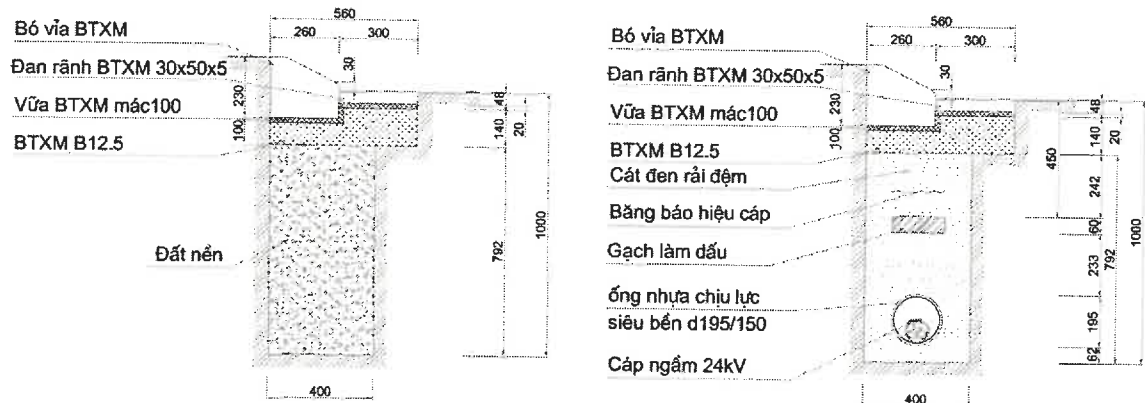 560
260
300
Bó vỉa BTXM
Đan rãnh BTXM 30x50x5
Vữa BTXM mác100
BTXM B12.5
Đất nền
30
230
100
48
140
20
792
1000
400
560
260
300
Bó vỉa BTXM
Đan rãnh BTXM 30x50x5
Vữa BTXM mác100
BTXM B12.5
Cát đen rải đệm
Băng báo hiệu cáp
Gạch làm dấu
ống nhựa chịu lực
siêu bền d195/150
Cáp ngầm 24kV
30
230
100
48
140
20
450
242
60
233
792
195
62
1000
400